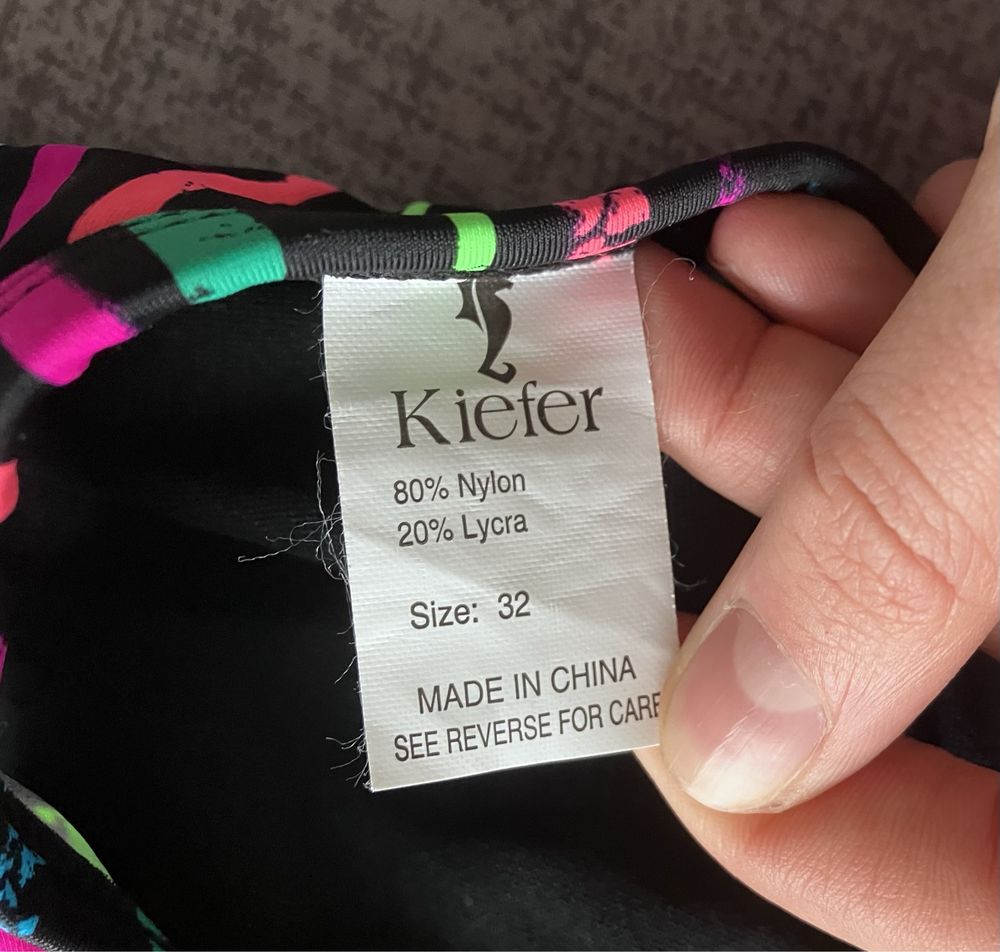 Kiefer
80% Nylon
20% Lycra
Size: 32
MADE IN CHINA
SEE REVERSE FOR CARE